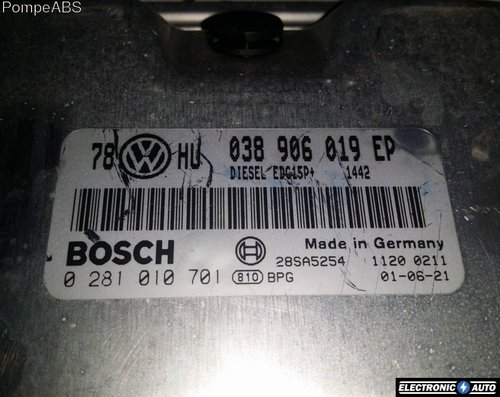 PompeABS
78 VW HU 038 906 019 EP
DIESEL EDC15P+ 1442
BOSCH
Made in Germany
28SA5254 1120 0211
0 281 010 701 810 BPG 01-06-21
ELECTRONIC AUTO